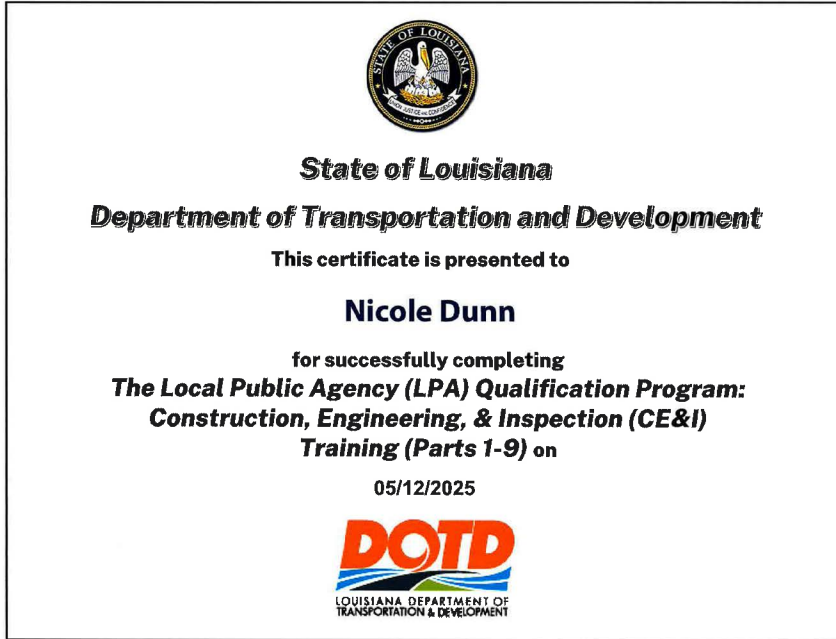 STATE OF LOUISIANA
UNION JUSTICE AND CONFIDENCE
State of Louisiana
Department of Transportation and Development
This certificate is presented to
Nicole Dunn
for successfully completing
The Local Public Agency (LPA) Qualification Program:
Construction, Engineering, & Inspection (CE&I)
Training (Parts 1-9) on
05/12/2025
DOTD
LOUISIANA DEPARTMENT OF
TRANSPORTATION & DEVELOPMENT